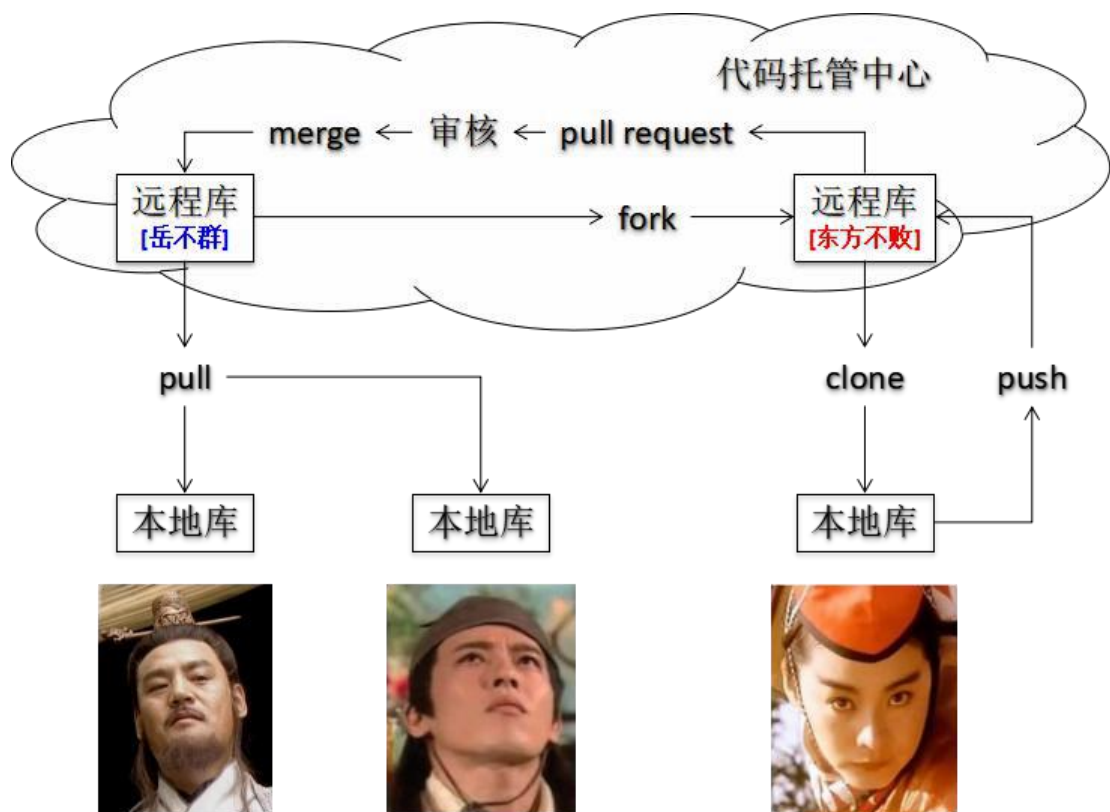 代码托管中心
merge
审核
pull request
远程库
[岳不群]
fork
远程库
[东方不败]
pull
clone
push
本地库
本地库
本地库